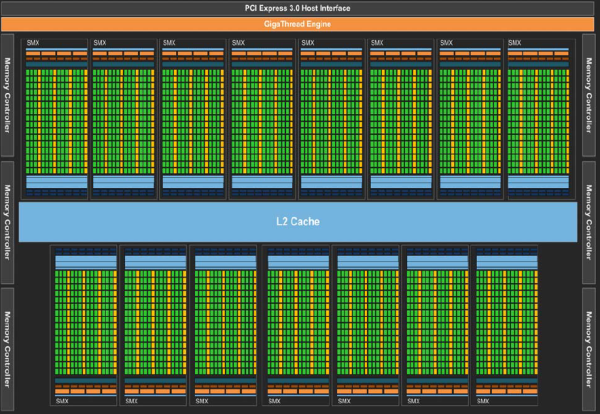 PCI Express 3.0 Host Interface
GigaThread Engine
SMX
SMX
SMX
SMX
SMX
SMX
SMX
SMX
Memory Controller
Memory Controller
L2 Cache
Memory Controller
Memory Controller
Memory Controller
Memory Controller
SMX
SMX
SMX
SMX
SMX
SMX
SMX